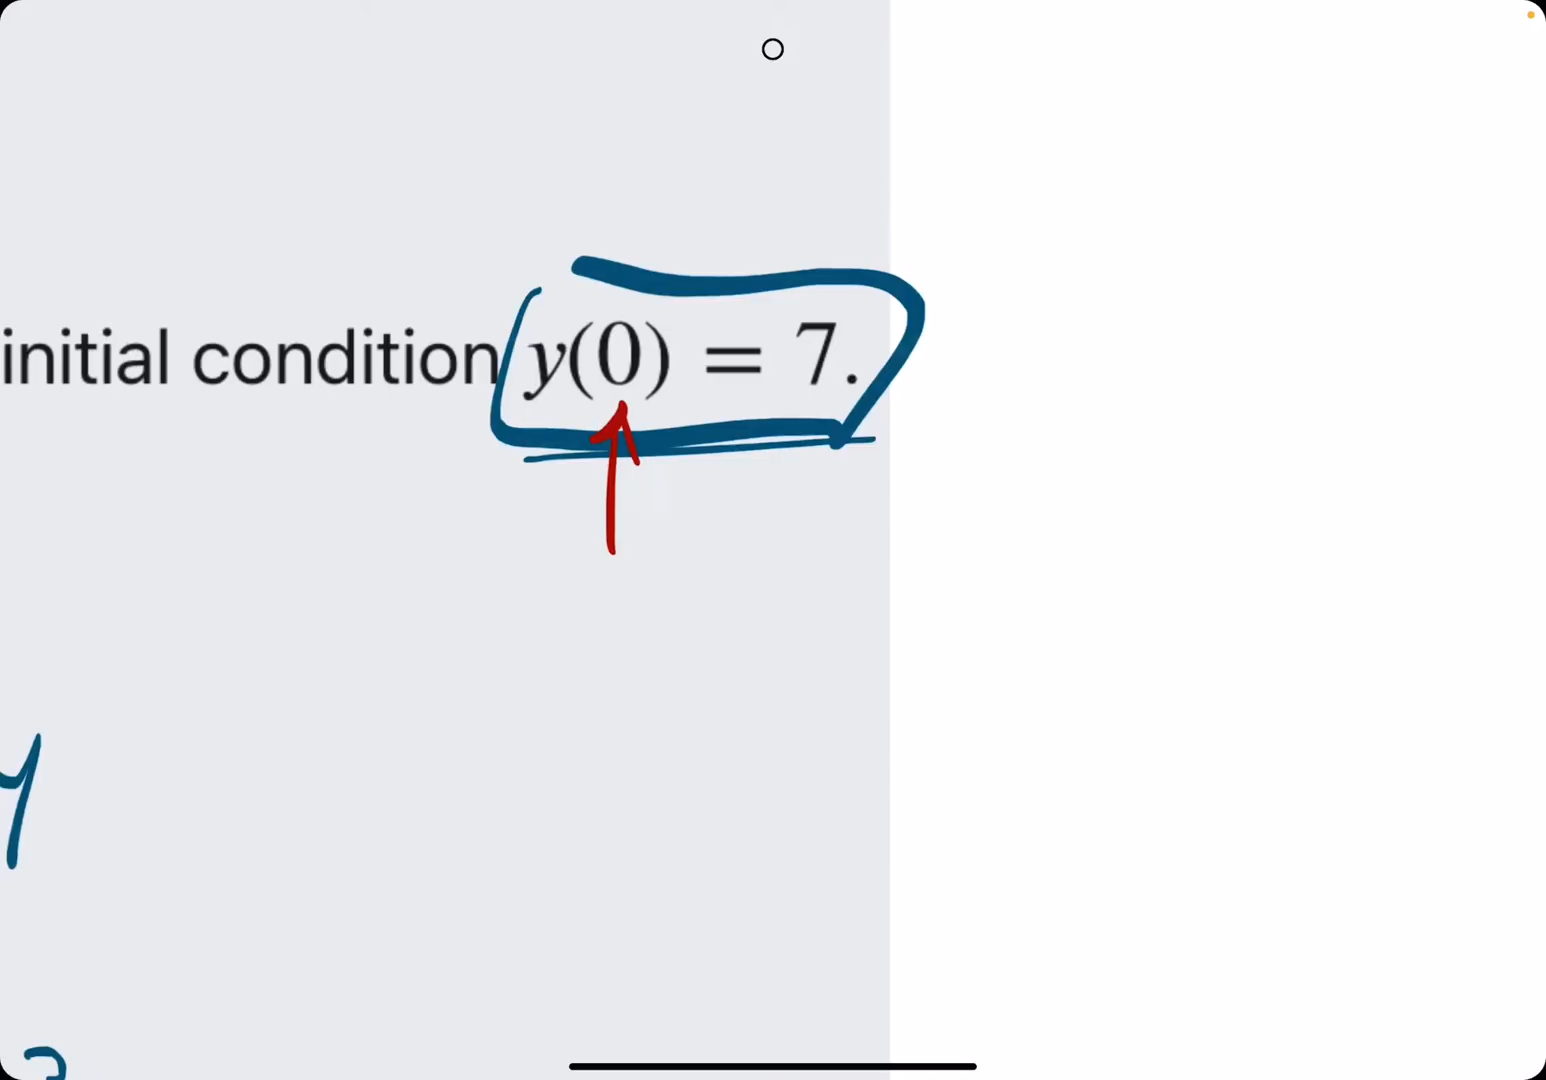 initial condition y(0) = 7.
y